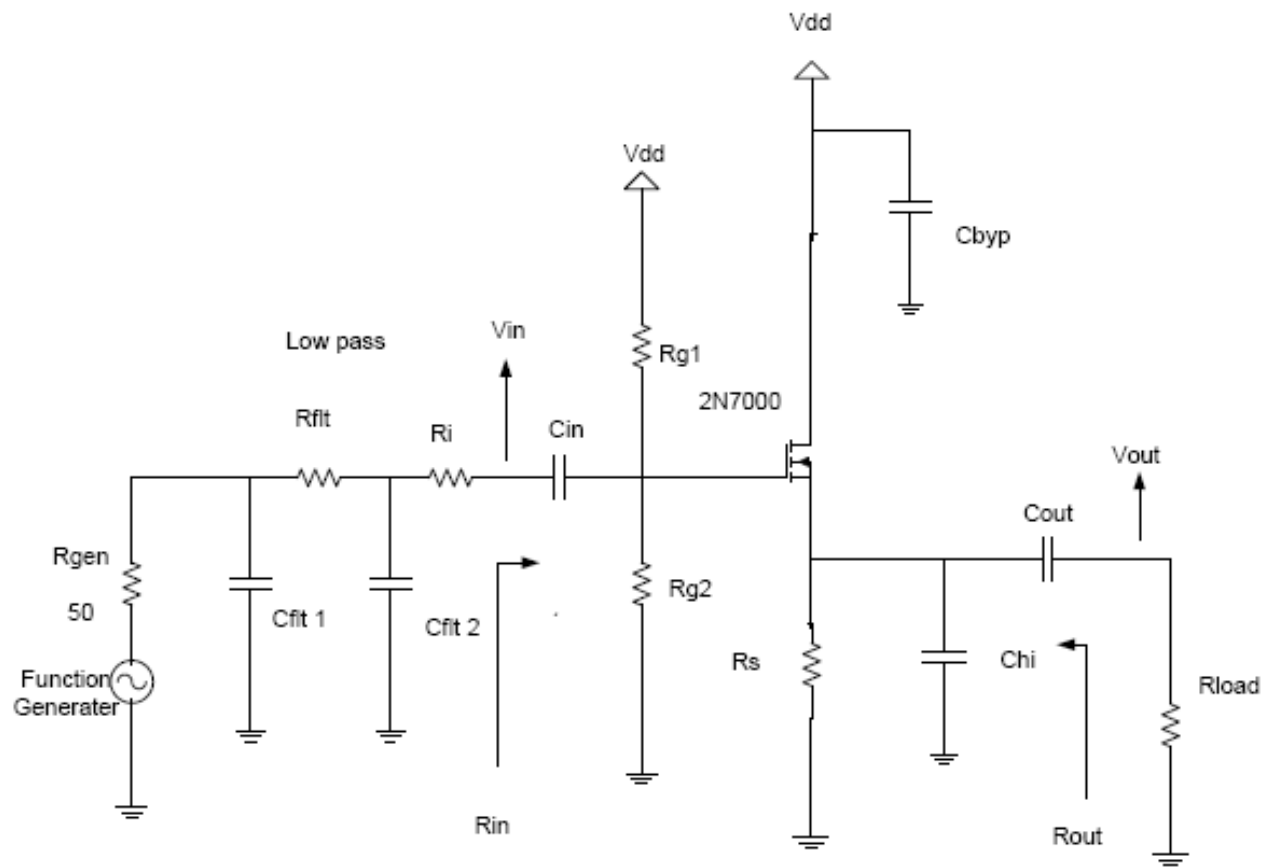 Vdd
Vdd
Cbyp
Vin
Low pass
Rg1
2N7000
Rflt
Ri
Cin
Vout
Cout
Rgen
50
Cflt 1
Cflt 2
Rg2
Rs
Chi
Rload
Function
Generater
Rin
Rout